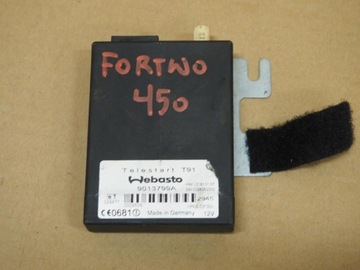 FORTWO
450
Telestart T91
Webasto
9013799A
CE0681
Made in Germany
12V